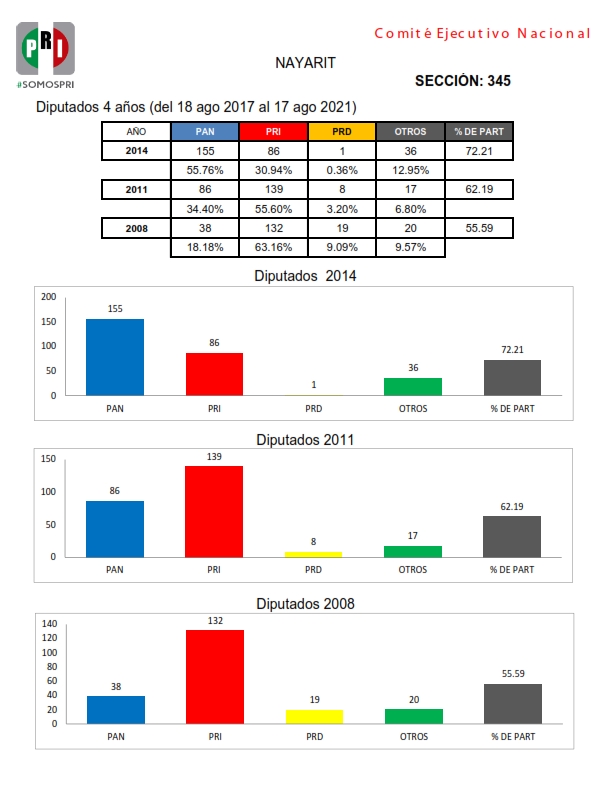 Comité Ejecutivo Nacional
PRI
#SOMOSPRI
NAYARIT
SECCIÓN: 345
Diputados 4 años (del 18 ago 2017 al 17 ago 2021)
AÑO PAN PRI PRD OTROS % DE PART
2014 155 86 1 36 72.21
55.76% 30.94% 0.36% 12.95%
2011 86 139 8 17 62.19
34.40% 55.60% 3.20% 6.80%
2008 38 132 19 20 55.59
18.18% 63.16% 9.09% 9.57%
Diputados 2014
200
150
100
50
0
155
86
1
36
72.21
PAN PRI PRD OTROS % DE PART
Diputados 2011
150
100
50
0
86
139
8
17
62.19
PAN PRI PRD OTROS % DE PART
Diputados 2008
140
120
100
80
60
40
20
0
38
132
19
20
55.59
PAN PRI PRD OTROS % DE PART